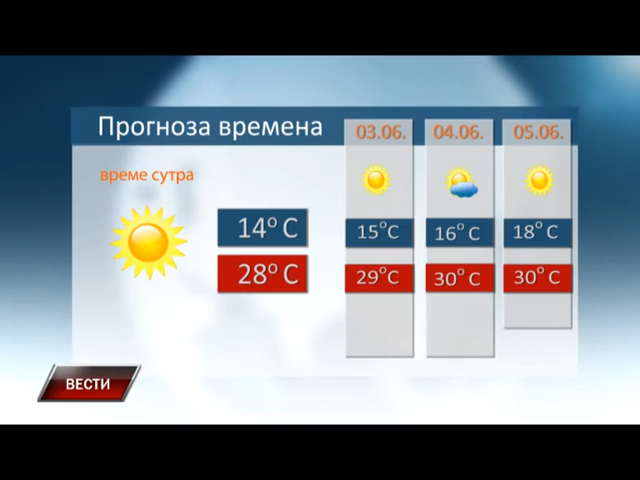 Прогноза времена
време сутра
14° C
28° C
03.06.
15°C
29°C
04.06.
16°C
30°C
05.06.
18° C
30° C
ВЕСТИ